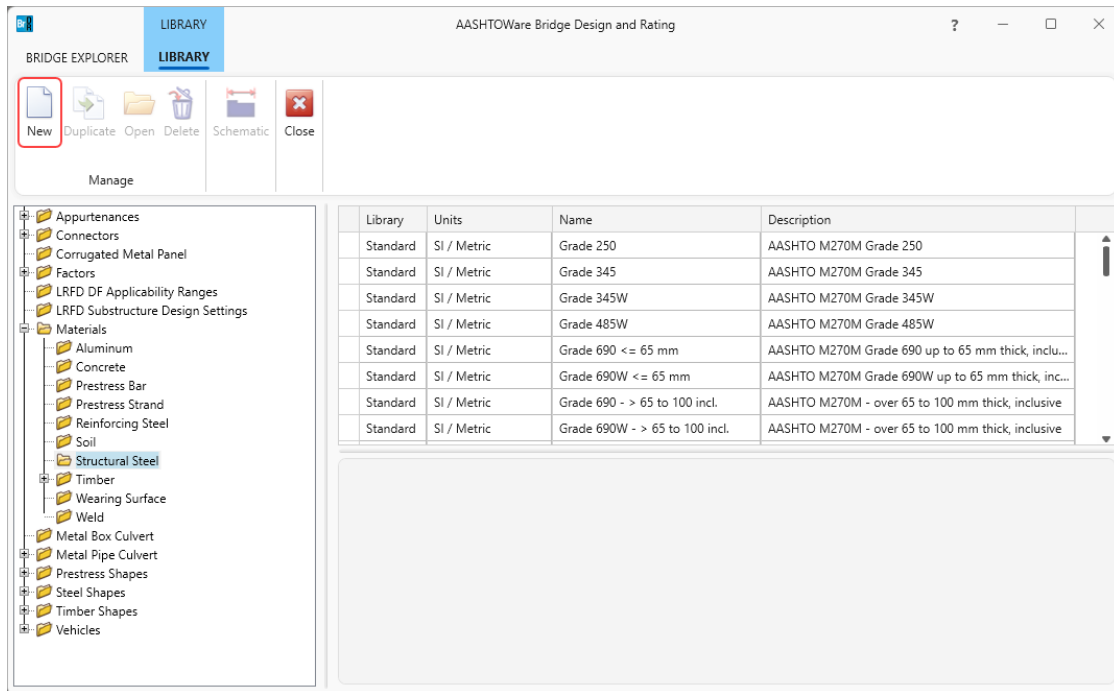 Br
LIBRARY
AASHTOWare Bridge Design and Rating
?
BRIDGE EXPLORER
LIBRARY
New Duplicate Open Delete Schematic Close
Manage
Appurtenances
Connectors
Corrugated Metal Panel
Factors
LRFD DF Applicability Ranges
LRFD Substructure Design Settings
Materials
Aluminum
Concrete
Prestress Bar
Prestress Strand
Reinforcing Steel
Soil
Structural Steel
Timber
Wearing Surface
Weld
Metal Box Culvert
Metal Pipe Culvert
Prestress Shapes
Steel Shapes
Timber Shapes
Vehicles
Library Units Name Description
Standard SI / Metric Grade 250 AASHTO M270M Grade 250
Standard SI / Metric Grade 345 AASHTO M270M Grade 345
Standard SI / Metric Grade 345W AASHTO M270M Grade 345W
Standard SI / Metric Grade 485W AASHTO M270M Grade 485W
Standard SI / Metric Grade 690 <= 65 mm AASHTO M270M Grade 690 up to 65 mm thick, inclu...
Standard SI / Metric Grade 690W <= 65 mm AASHTO M270M Grade 690W up to 65 mm thick, inc...
Standard SI / Metric Grade 690 - > 65 to 100 incl. AASHTO M270M - over 65 to 100 mm thick, inclusive
Standard SI / Metric Grade 690W - > 65 to 100 incl. AASHTO M270M - over 65 to 100 mm thick, inclusive